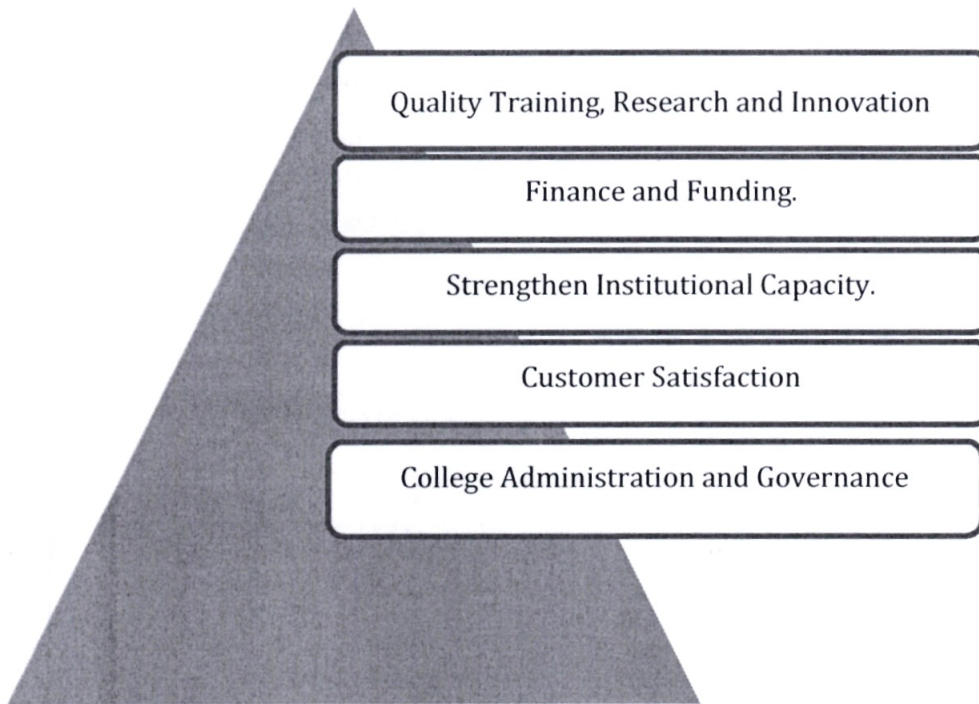 Quality Training, Research and Innovation
Finance and Funding.
Strengthen Institutional Capacity.
Customer Satisfaction
College Administration and Governance